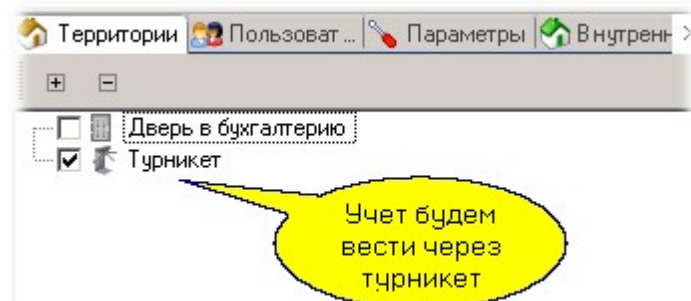 Территории Пользоват ... Параметры Внутренн
Дверь в бухгалтерию
Турникет
Учет будем
вести через
турникет